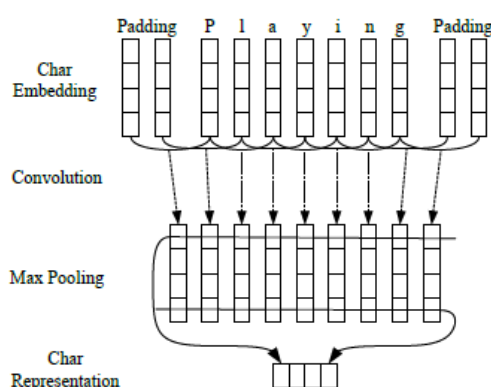 Padding P l a y i n g Padding
Char
Embedding
Convolution
Max Pooling
Char
Representation